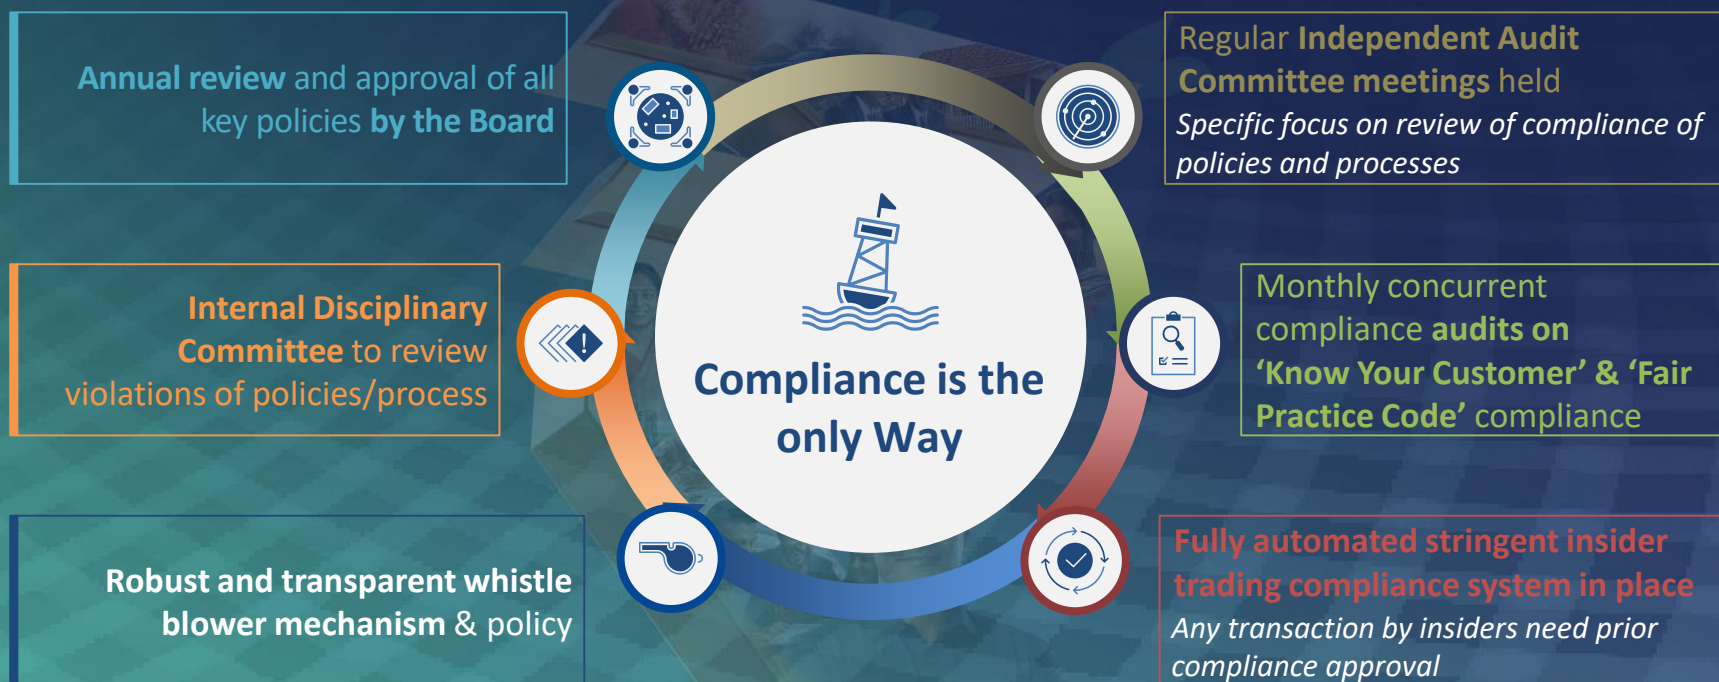 Annual review and approval of all
key policies by the Board
Regular Independent Audit
Committee meetings held
Specific focus on review of compliance of
policies and processes
Internal Disciplinary
Committee to review
violations of policies/process
Compliance is the
only Way
Monthly concurrent
compliance audits on
‘Know Your Customer’ & ‘Fair
Practice Code’ compliance
Robust and transparent whistle
blower mechanism & policy
Fully automated stringent insider
trading compliance system in place
Any transaction by insiders need prior
compliance approval